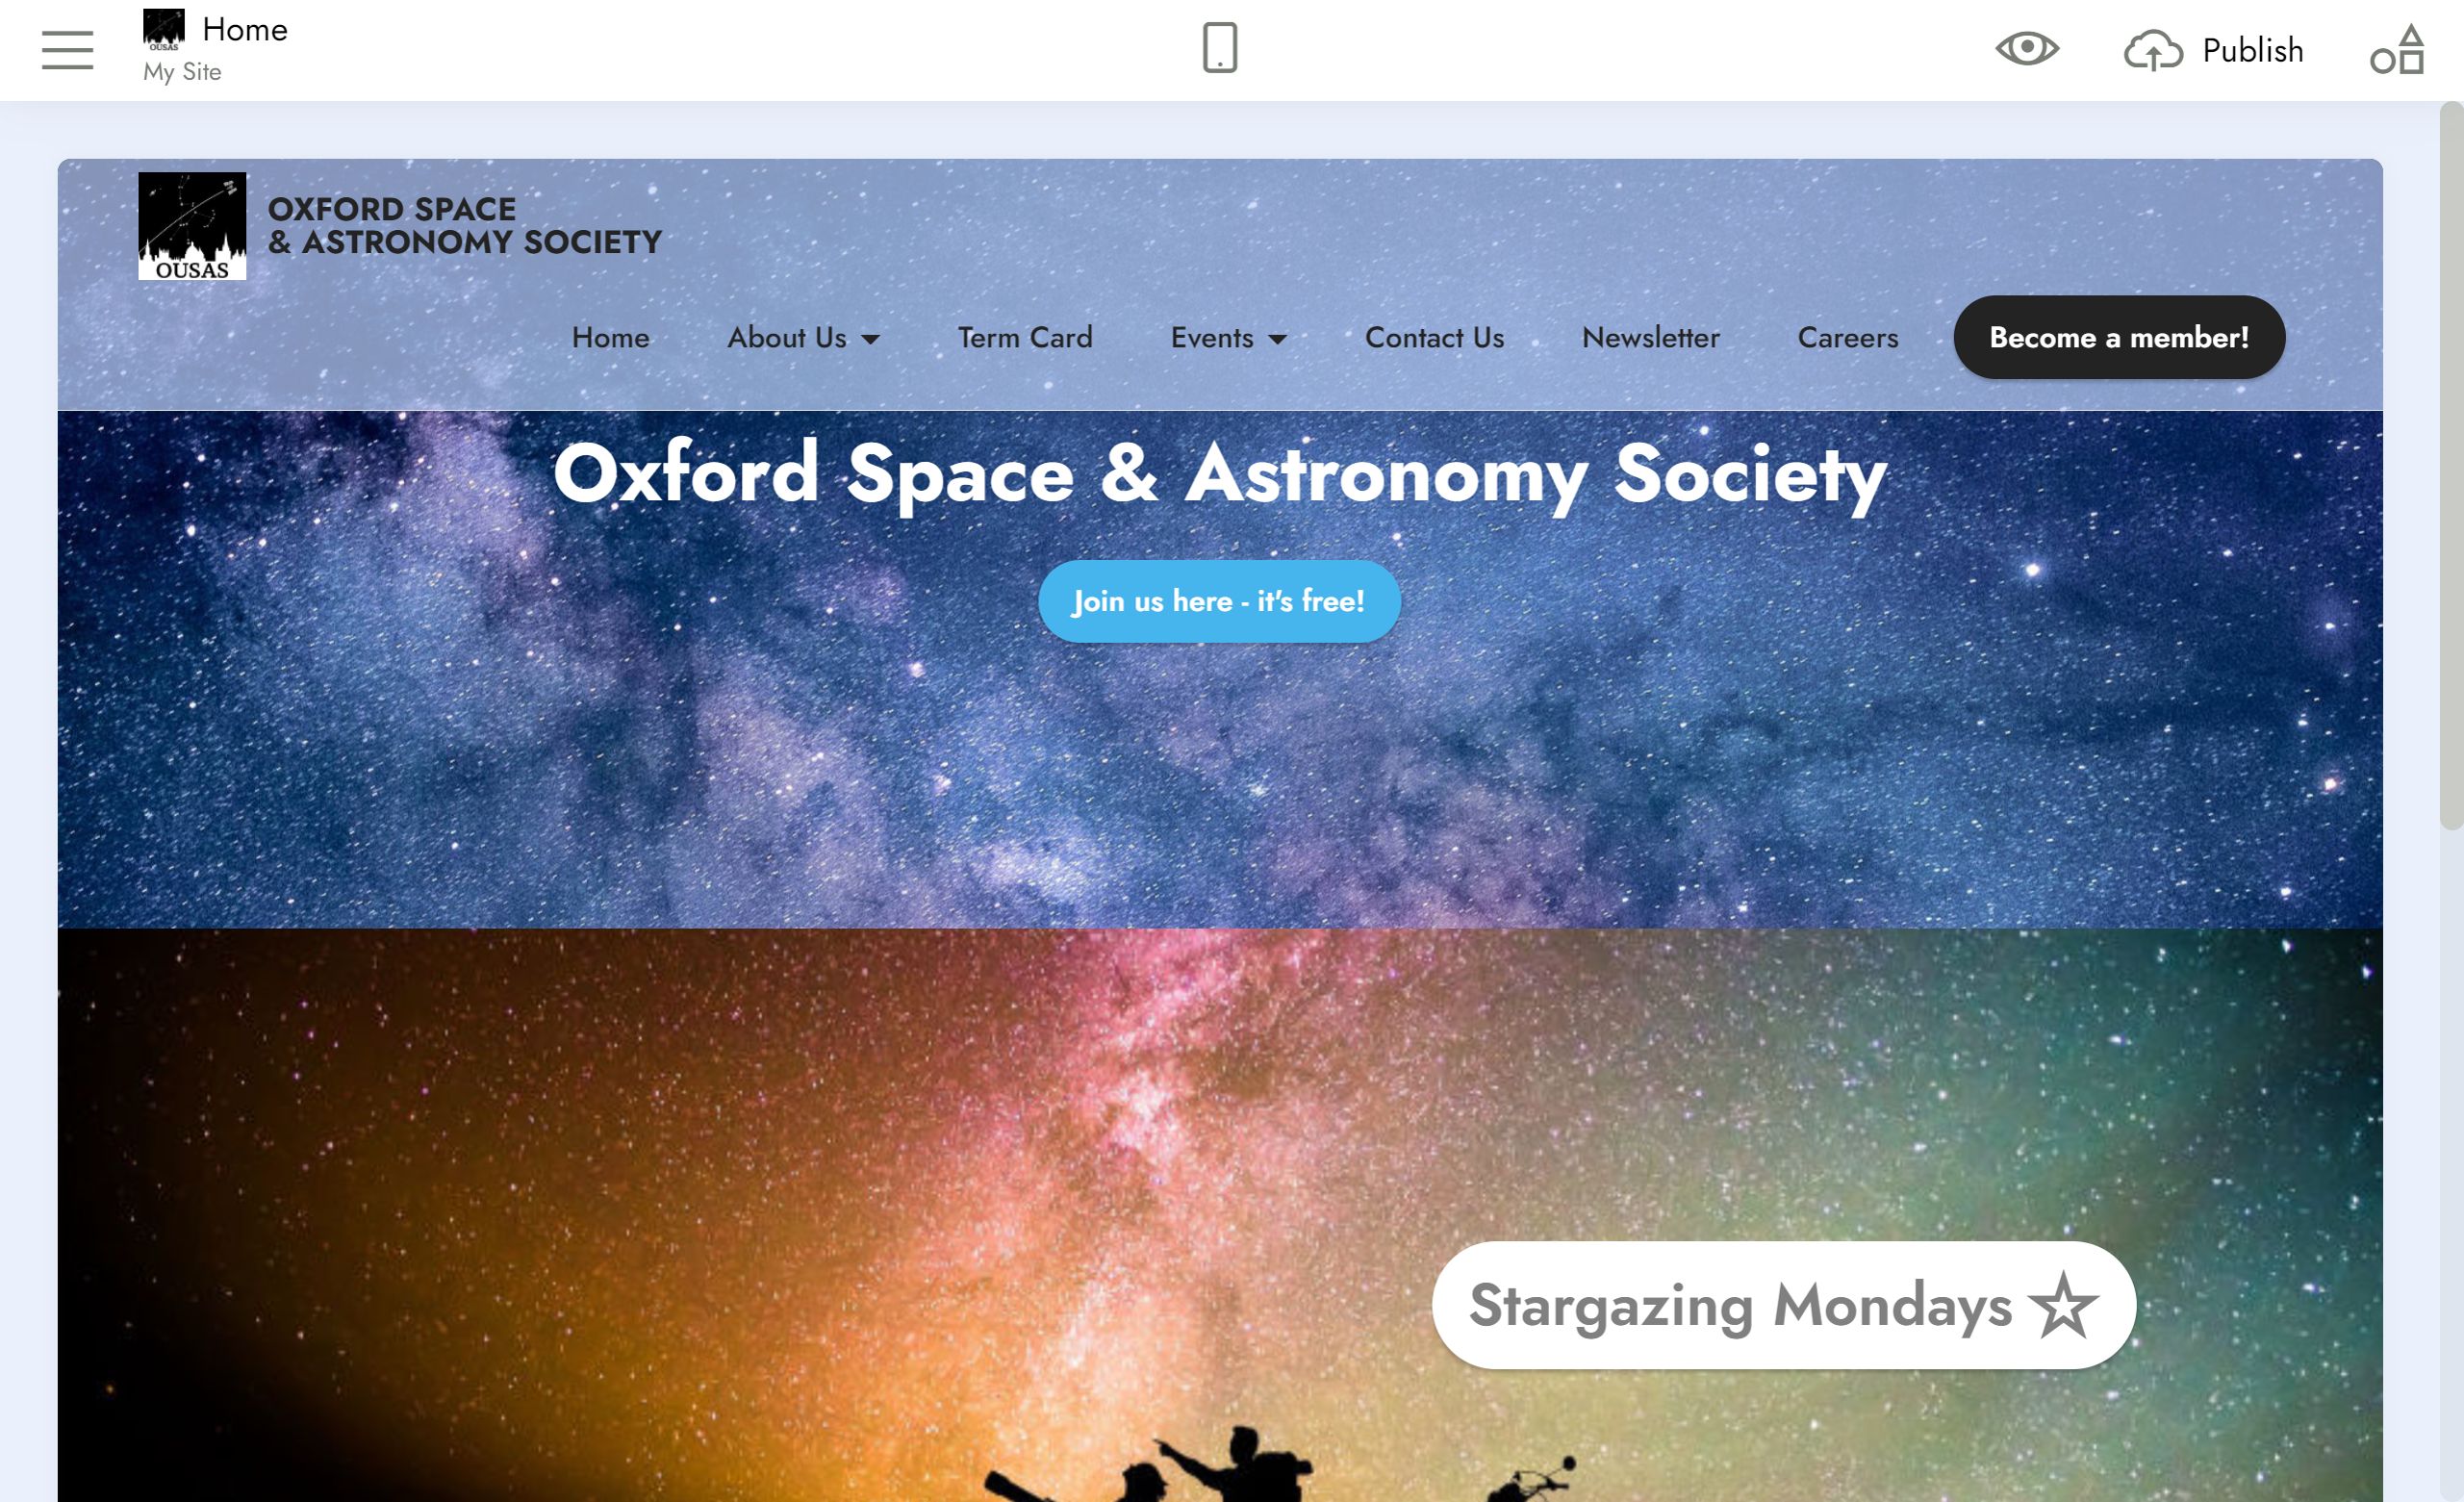 OUSAS
Home
My Site
Publish
OUSAS
OXFORD SPACE
& ASTRONOMY SOCIETY
Home About Us Term Card Events Contact Us Newsletter Careers Become a member!
Oxford Space & Astronomy Society
Join us here - it's free!
Stargazing Mondays